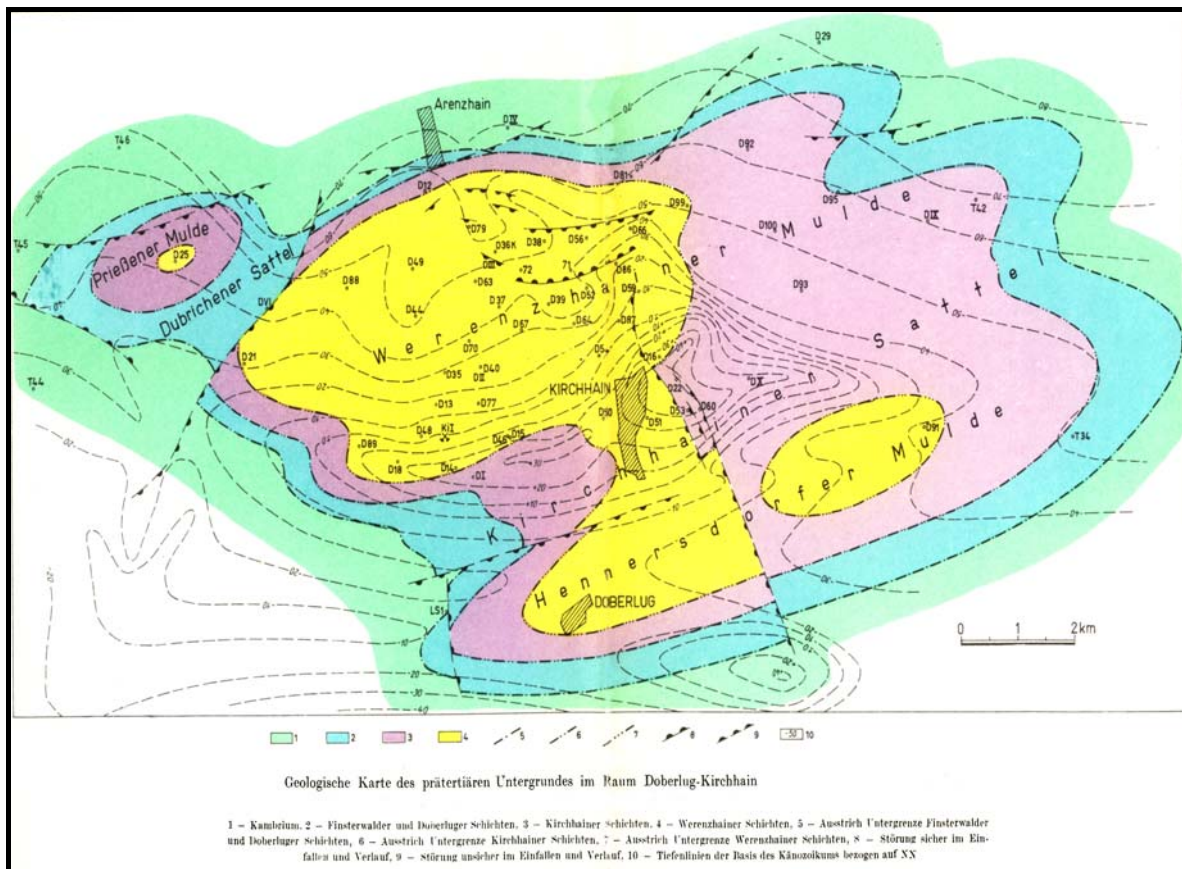 D29
Arenzhain
DIV
T46
D92
D12
D81
D95
T42
D99
DIX
D100
Prießener Mulde
D79
D36K
D38
D56
D66
T45
D25
Dubrichener Sattel
D49
DIII
72
71
D86
D88
D63
D93
DVI
D44
D37
D39
D52
D59
D67
D64
D87
Werenzhainer Mulde
D70
D5
D16
D21
D35
D40
DII
KIRCHHAIN
D22
DX
T44
D13
D77
D50
D53
D60
D51
D91
D48
KiI
D46
D15
T34
D89
D18
D14
DI
Kirchhainer Sattel
Hennersdorfer Mulde
LS1
DOBERLUG
0 1 2km
1 2 3 4 5 6 7 8 9 -50 10
Geologische Karte des prätertiären Untergrundes im Raum Doberlug-Kirchhain
1 – Kambrium, 2 – Finsterwalder und Doberluger Schichten, 3 – Kirchhainer Schichten, 4 – Werenzhainer Schichten, 5 – Ausstrich Untergrenze Finsterwalder
und Doberluger Schichten, 6 – Ausstrich Untergrenze Kirchhainer Schichten, 7 – Ausstrich Untergrenze Werenzhainer Schichten, 8 – Störung sicher im Ein-
fallen und Verlauf, 9 – Störung unsicher im Einfallen und Verlauf, 10 – Tiefenlinien der Basis des Känozoikums bezogen auf NN